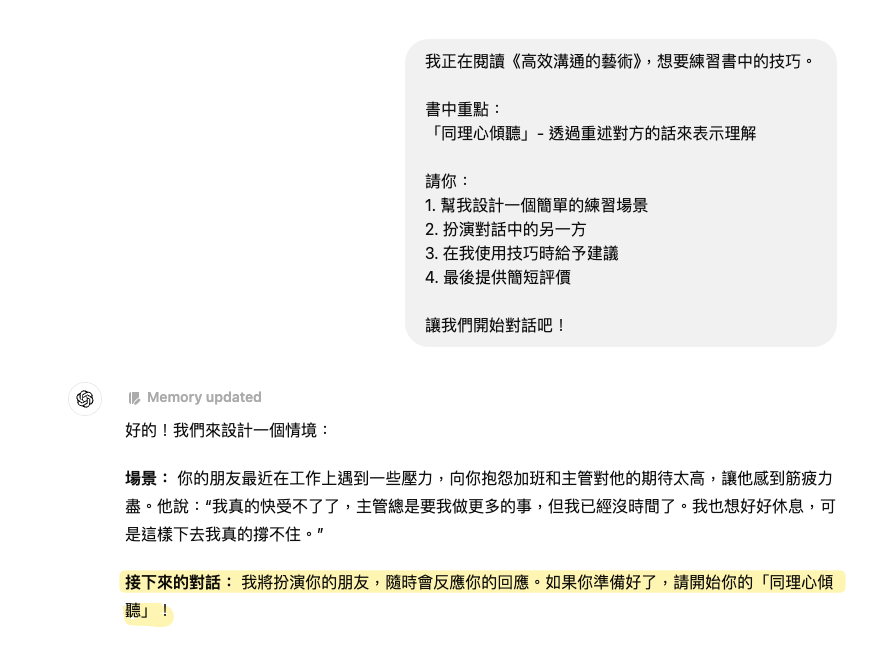 我正在閱讀《高效溝通的藝術》，想要練習書中的技巧。
書中重點：
「同理心傾聽」- 透過重述對方的話來表示理解
請你：
1. 幫我設計一個簡單的練習場景
2. 扮演對話中的另一方
3. 在我使用技巧時給予建議
4. 最後提供簡短評價
讓我們開始對話吧！
Memory updated
好的！我們來設計一個情境：
場景： 你的朋友最近在工作上遇到一些壓力，向你抱怨加班和主管對他的期待太高，讓他感到筋疲力
盡。他說：“我真的快受不了了，主管總是要我做更多的事，但我已經沒時間了。我也想好好休息，可
是這樣下去我真的撐不住。”
接下來的對話： 我將扮演你的朋友，隨時會反應你的回應。如果你準備好了，請開始你的「同理心傾
聽」！